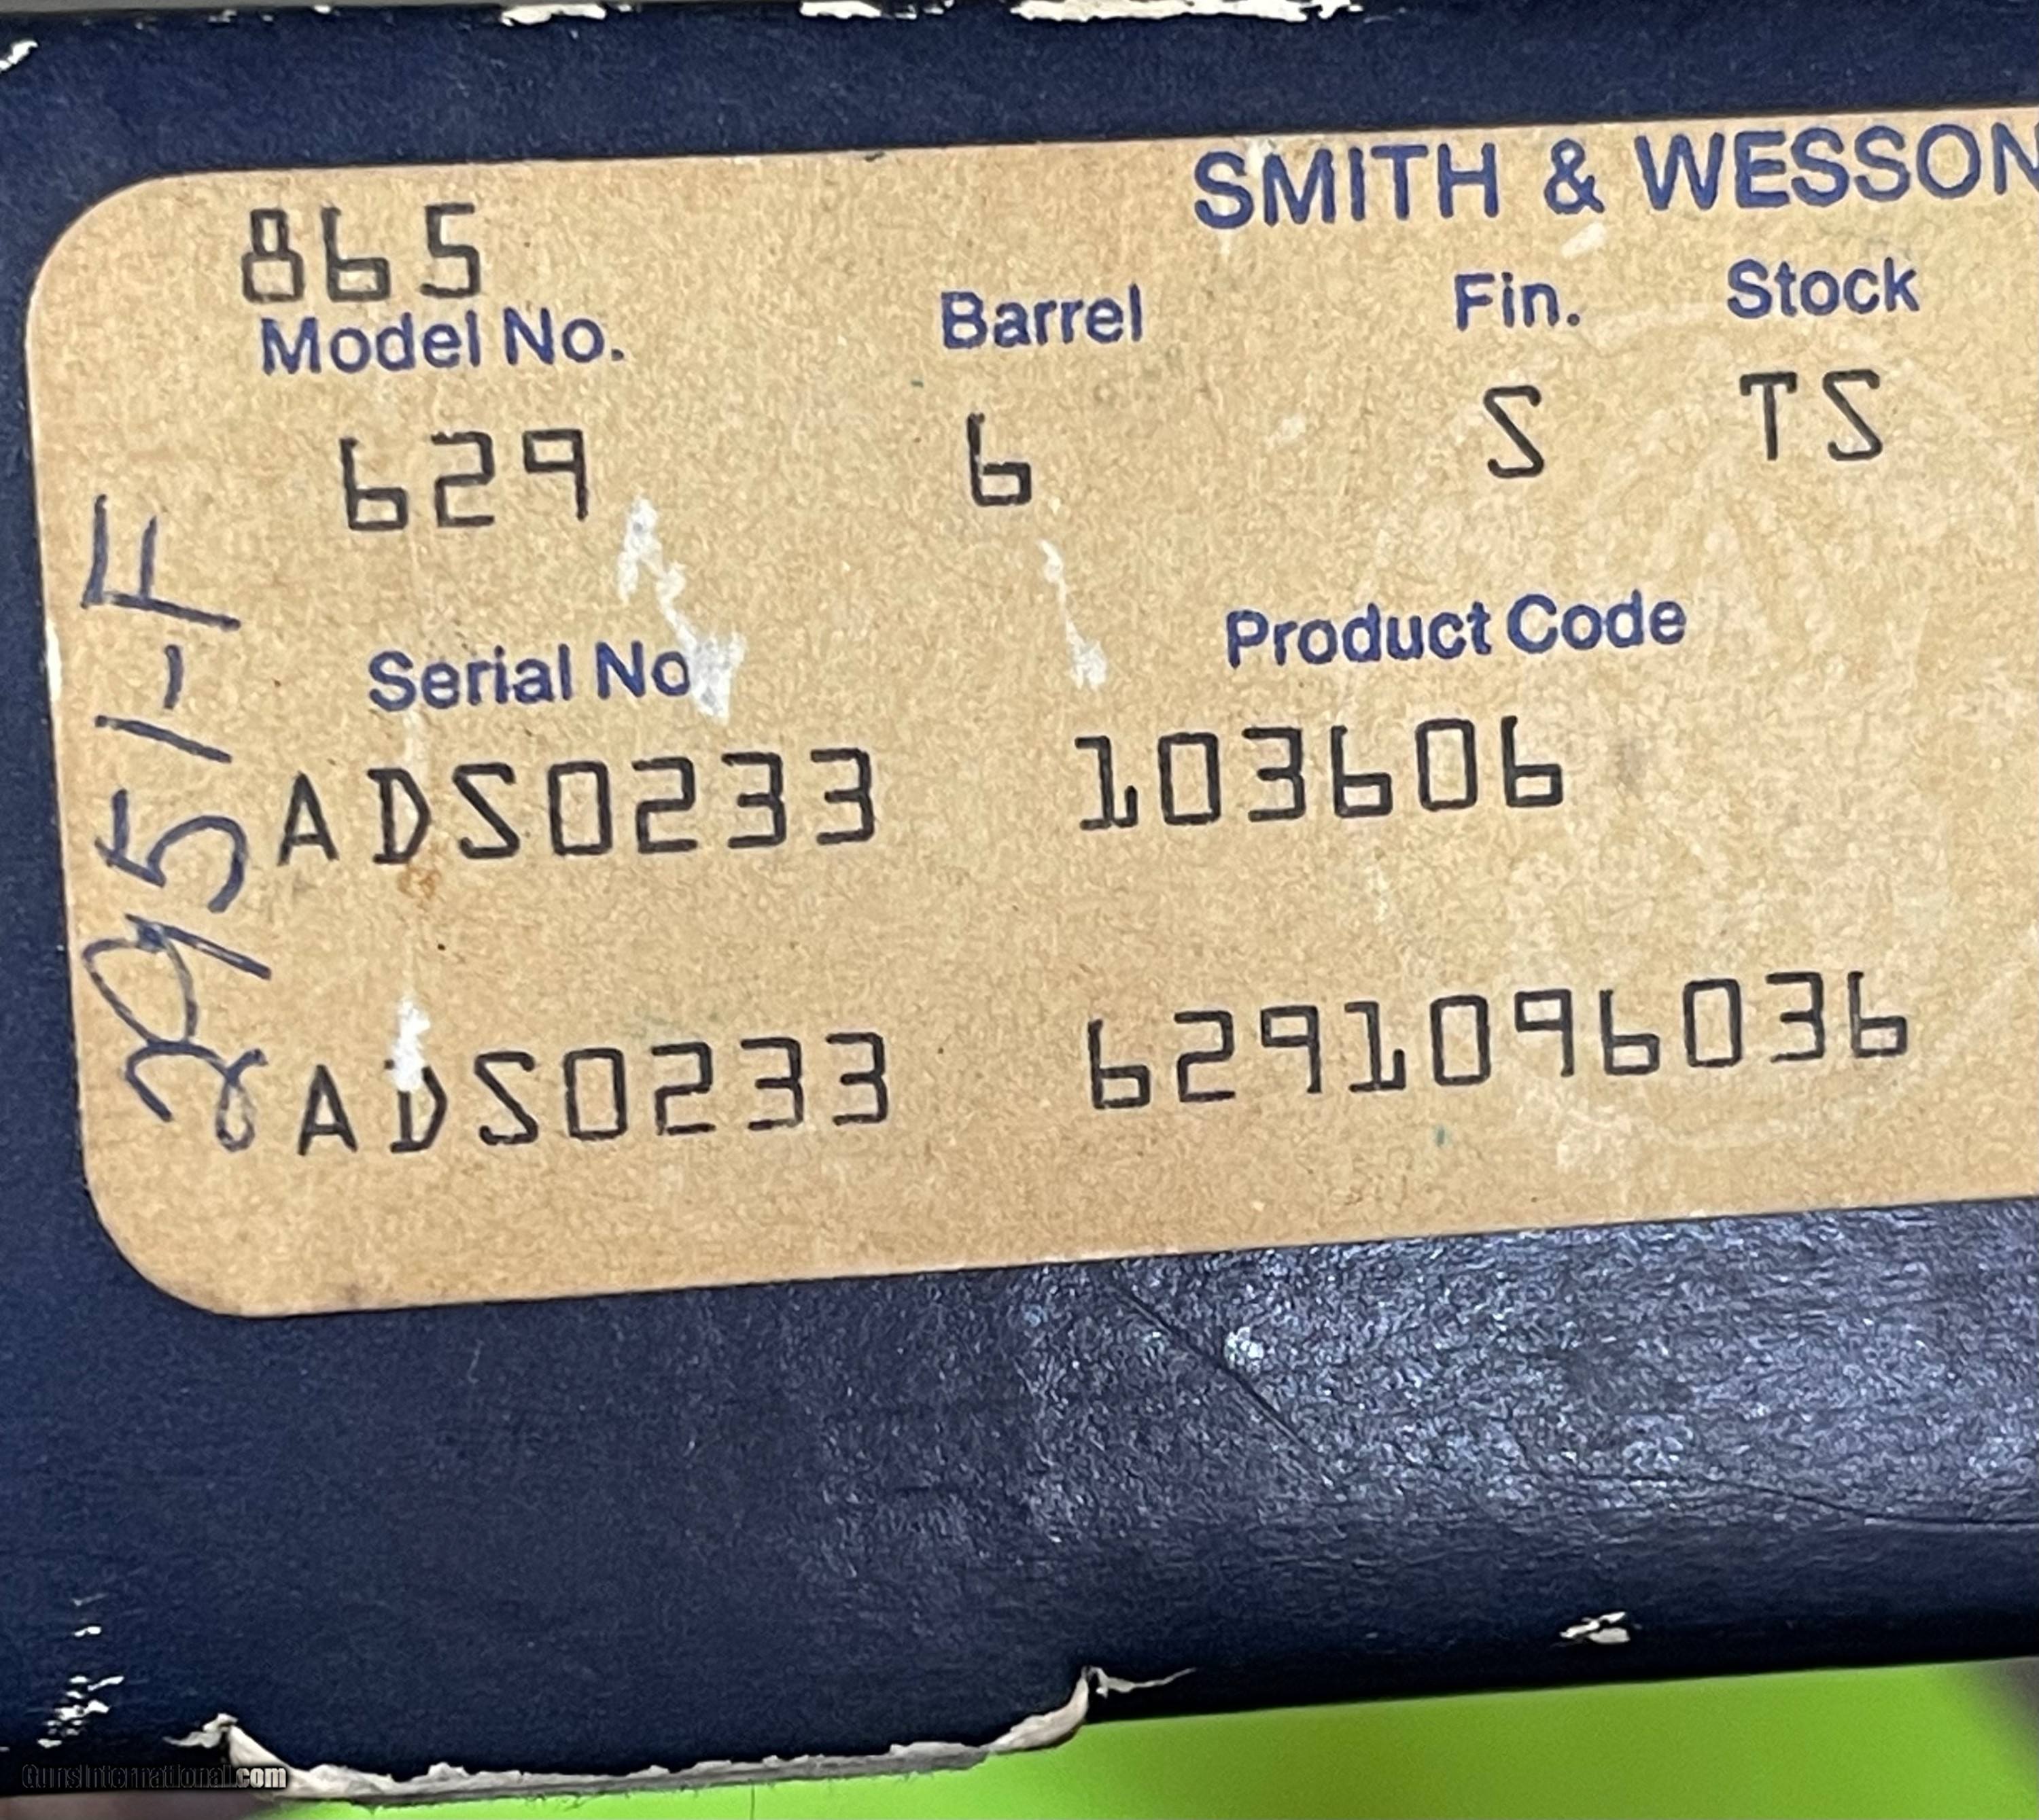 SMITH & WESSON
865
Model No. Barrel Fin. Stock
629 6 S TS
Serial No Product Code
ADS0233 103606
ADS0233 6291096036
2951-F
GunsInternational.com